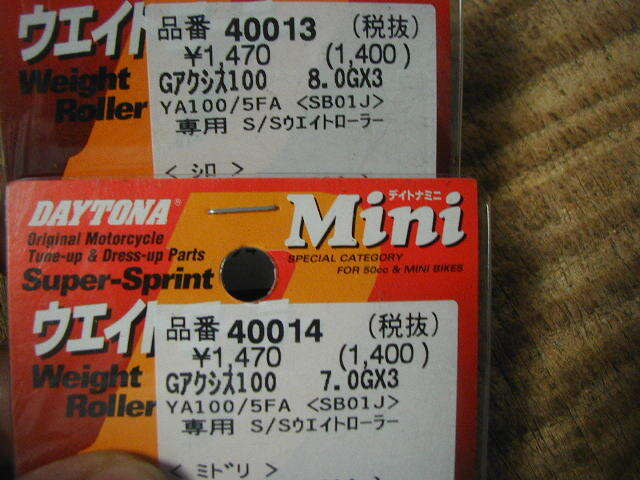 ウエイト
Weight
Roller
品番 40013 (税抜)
¥1,470 (1,400)
Gアクシス100 8.0GX3
YA100/5FA <SB01J>
専用 S/Sウエイトローラー
< シロ >
DAYTONA®
デイトナミニ
Mini
Original Motorcycle
Tune-up & Dress-up Parts
SPECIAL CATEGORY
FOR 50cc & MINI BIKES
Super-Sprint
ウエイト
Weight
Roller
品番 40014 (税抜)
¥1,470 (1,400)
Gアクシス100 7.0GX3
YA100/5FA <SB01J>
専用 S/Sウエイトローラー
< ミドリ >